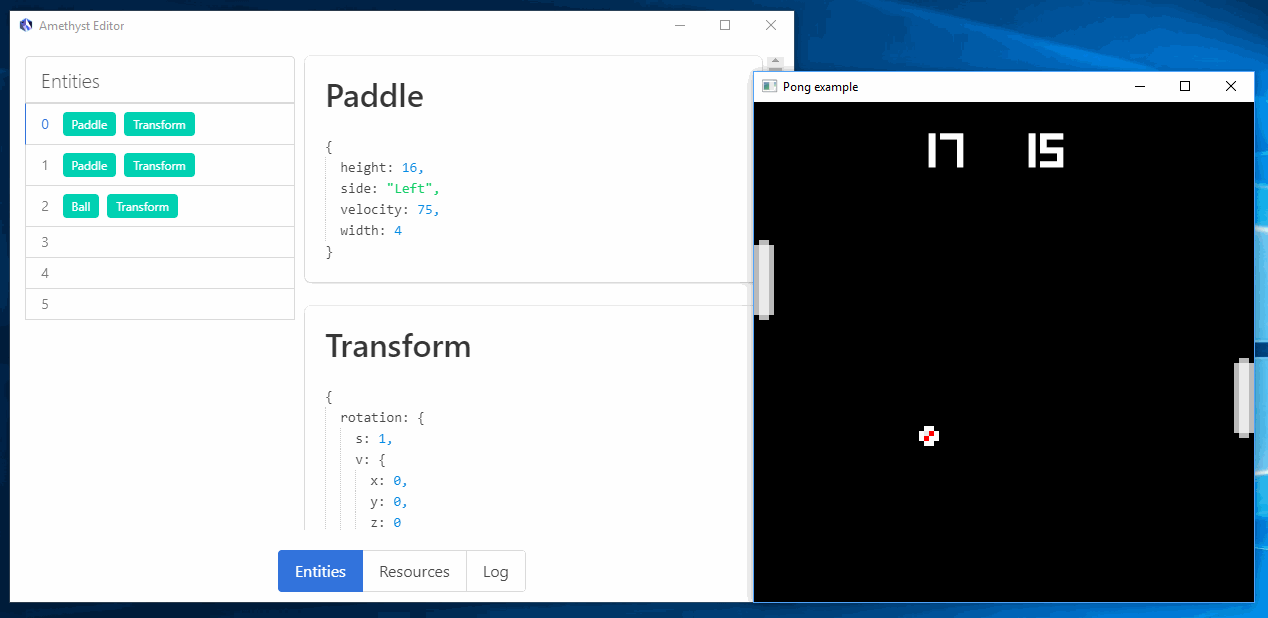 Amethyst Editor
Entities
0 Paddle Transform
1 Paddle Transform
2 Ball Transform
3
4
5
Paddle
{
height: 16,
side: "Left",
velocity: 75,
width: 4
}
Transform
{
rotation: {
s: 1,
v: {
x: 0,
y: 0,
z: 0
Entities Resources Log
Pong example
17 15